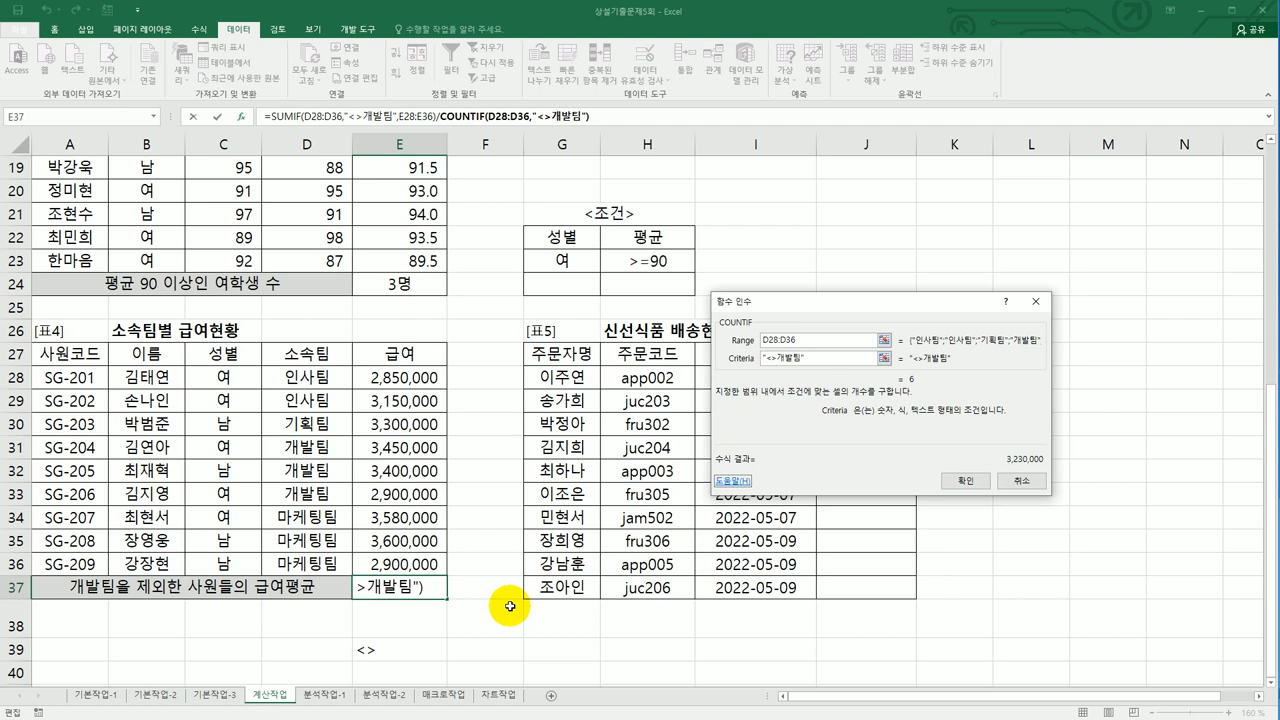 상설기출문제5회 - Excel
파일 홈 삽입 페이지 레이아웃 수식 데이터 검토 보기 개발 도구 수행할 작업을 알려 주세요. 공유
Access 웹 텍스트 기타 원본에서 기존 연결 새로 고침 모두 새로 고침 정렬 필터 텍스트 나누기 빠른 채우기 중복된 항목 제거 데이터 유효성 검사 통합 관계 데이터 모델 관리 가상 분석 예측 시트 그룹 그룹 해제 부분합
쿼리 표시 연결 지우기 하위 수준 표시
테이블에서 속성 다시 적용 하위 수준 숨기기
최근에 사용한 원본 연결 편집 고급
외부 데이터 가져오기 가져오기 및 변환 연결 정렬 및 필터 데이터 도구 예측 윤곽선
E37 =SUMIF(D28:D36,"<>개발팀",E28:E36)/COUNTIF(D28:D36,"<>개발팀")
A B C D E F G H I J K L M N
19 박강욱 남 95 88 91.5
20 정미현 여 91 95 93.0
21 조현수 남 97 91 94.0 <조건>
22 최민희 여 89 98 93.5 성별 평균
23 한마음 여 92 87 89.5 여 >=90
24 평균 90 이상인 여학생 수 3명
25
26 [표4] 소속팀별 급여현황 [표5] 신선식품 배송현
27 사원코드 이름 성별 소속팀 급여 주문자명 주문코드
28 SG-201 김태연 여 인사팀 2,850,000 이주연 app002
29 SG-202 손나인 여 인사팀 3,150,000 송가희 juc203
30 SG-203 박범준 남 기획팀 3,300,000 박정아 fru302
31 SG-204 김연아 여 개발팀 3,450,000 김지희 juc204
32 SG-205 최재혁 남 개발팀 3,400,000 최하나 app003
33 SG-206 김지영 여 개발팀 2,900,000 이조은 fru305 2022-05-07
34 SG-207 최현서 여 마케팅팀 3,580,000 민현서 jam502 2022-05-07
35 SG-208 장영웅 남 마케팅팀 3,600,000 장희영 fru306 2022-05-09
36 SG-209 강장현 남 마케팅팀 2,900,000 강남훈 app005 2022-05-09
37 개발팀을 제외한 사원들의 급여평균 >개발팀") 조아인 juc206 2022-05-09
38
39 <>
40
함수 인수 ?
COUNTIF
Range D28:D36 = {"인사팀";"인사팀";"기획팀";"개발팀"
Criteria "<>개발팀" = "<>개발팀"
= 6
지정한 범위 내에서 조건에 맞는 셀의 개수를 구합니다.
Criteria 은(는) 숫자, 식, 텍스트 형태의 조건입니다.
수식 결과= 3,230,000
도움말(H) 확인 취소
기본작업-1 기본작업-2 기본작업-3 계산작업 분석작업-1 분석작업-2 매크로작업 차트작업
편집 160 %